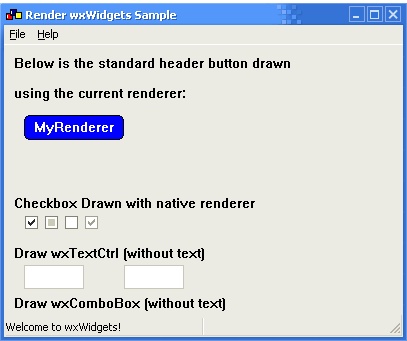 Render wxWidgets Sample
File Help
Below is the standard header button drawn
using the current renderer:
MyRenderer
Checkbox Drawn with native renderer
Draw wxTextCtrl (without text)
Draw wxComboBox (without text)
Welcome to wxWidgets!